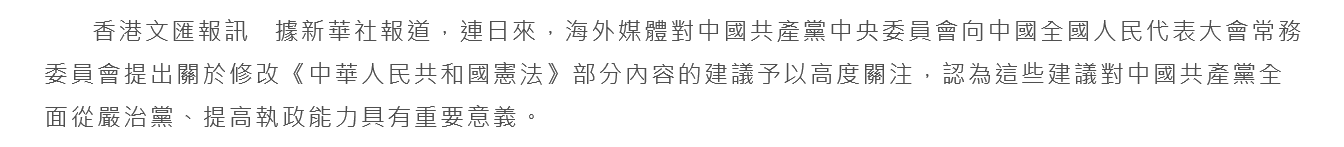 香港文匯報訊　據新華社報道，連日來，海外媒體對中國共產黨中央委員會向中國全國人民代表大會常務
委員會提出關於修改《中華人民共和國憲法》部分內容的建議予以高度關注，認為這些建議對中國共產黨全
面從嚴治黨、提高執政能力具有重要意義。